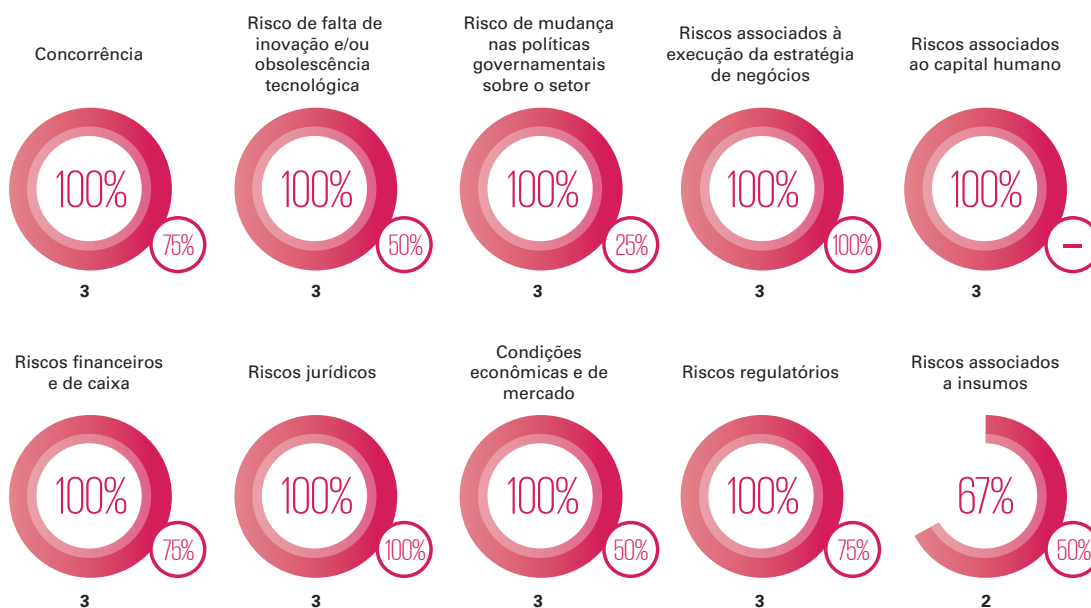 Concorrência
Risco de falta de
inovação e/ou
obsolescência
tecnológica
Risco de mudança
nas políticas
governamentais
sobre o setor
Riscos associados à
execução da estratégia
de negócios
Riscos associados
ao capital humano
100%
75%
3
100%
50%
3
100%
25%
3
100%
100%
3
100%
–
3
Riscos financeiros
e de caixa
Riscos jurídicos
Condições
econômicas e de
mercado
Riscos regulatórios
Riscos associados
a insumos
100%
75%
3
100%
100%
3
100%
50%
3
100%
75%
3
67%
50%
2